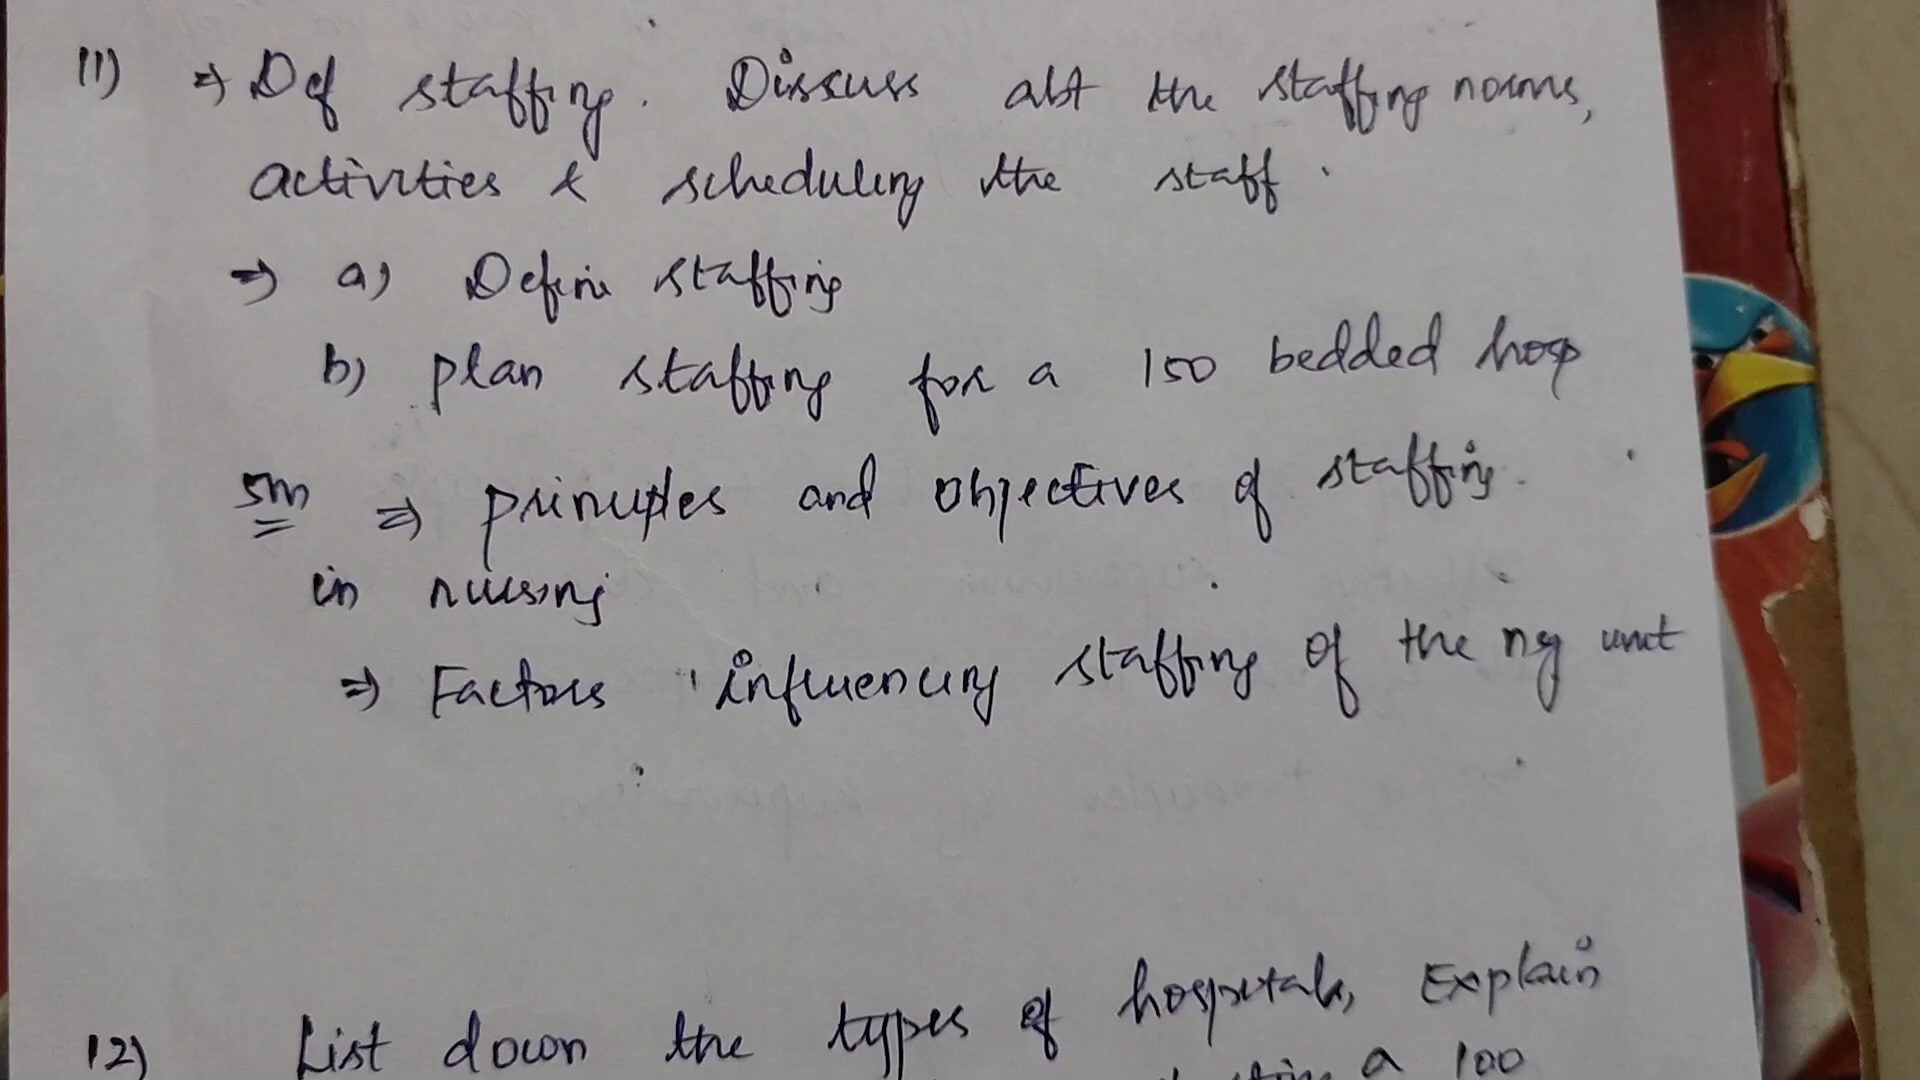 11) ⇒ Def staffing. Discuss abt the staffing norms,
activities & scheduling the staff.
⇒ a) Define staffing
b) plan staffing for a 150 bedded hosp
5m ⇒ principles and objectives of staffing.
in nursing
⇒ Factors influencing staffing of the ng unit
12) List down the types of hospitals, Explain
a 100